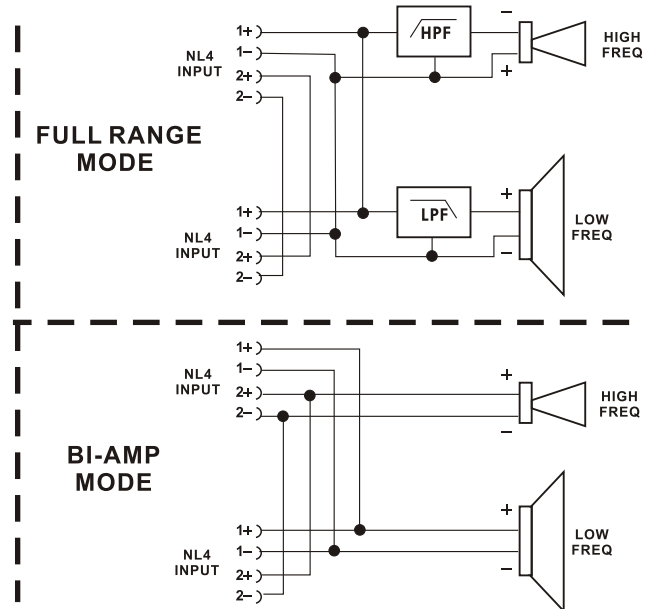 1+
1−
2+
2−
NL4
INPUT
HPF
−
+
HIGH
FREQ
FULL RANGE
MODE
1+
1−
2+
2−
NL4
INPUT
LPF
+
−
LOW
FREQ
1+
1−
2+
2−
NL4
INPUT
+
−
HIGH
FREQ
BI-AMP
MODE
1+
1−
2+
2−
NL4
INPUT
+
−
LOW
FREQ